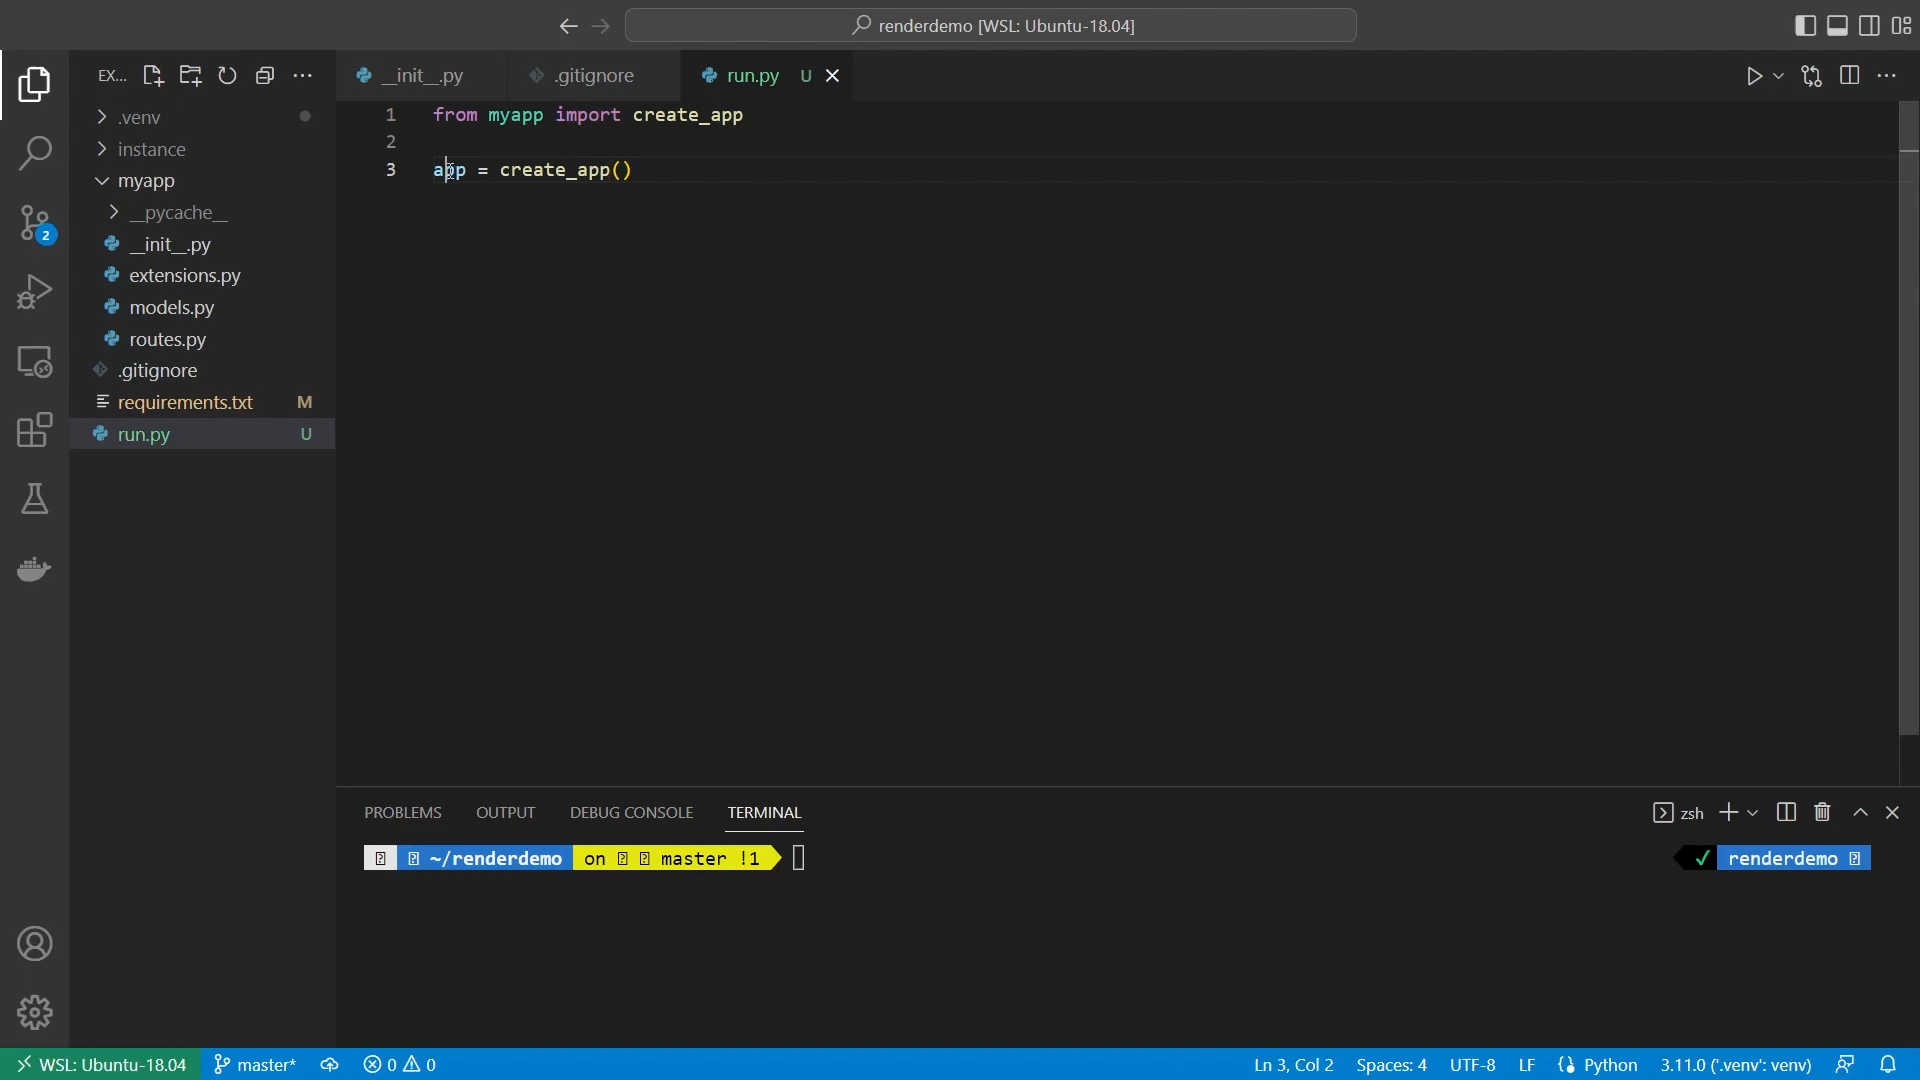 renderdemo [WSL: Ubuntu-18.04]
EX...
__init__.py
.gitignore
run.py U
.venv
instance
myapp
__pycache__
__init__.py
extensions.py
models.py
routes.py
.gitignore
requirements.txt M
run.py U
2
1 from myapp import create_app
2
3 app = create_app()
PROBLEMS OUTPUT DEBUG CONSOLE TERMINAL
zsh
~/renderdemo on master !1
renderdemo
WSL: Ubuntu-18.04 master* 0 0
Ln 3, Col 2 Spaces: 4 UTF-8 LF Python 3.11.0 ('.venv': venv)